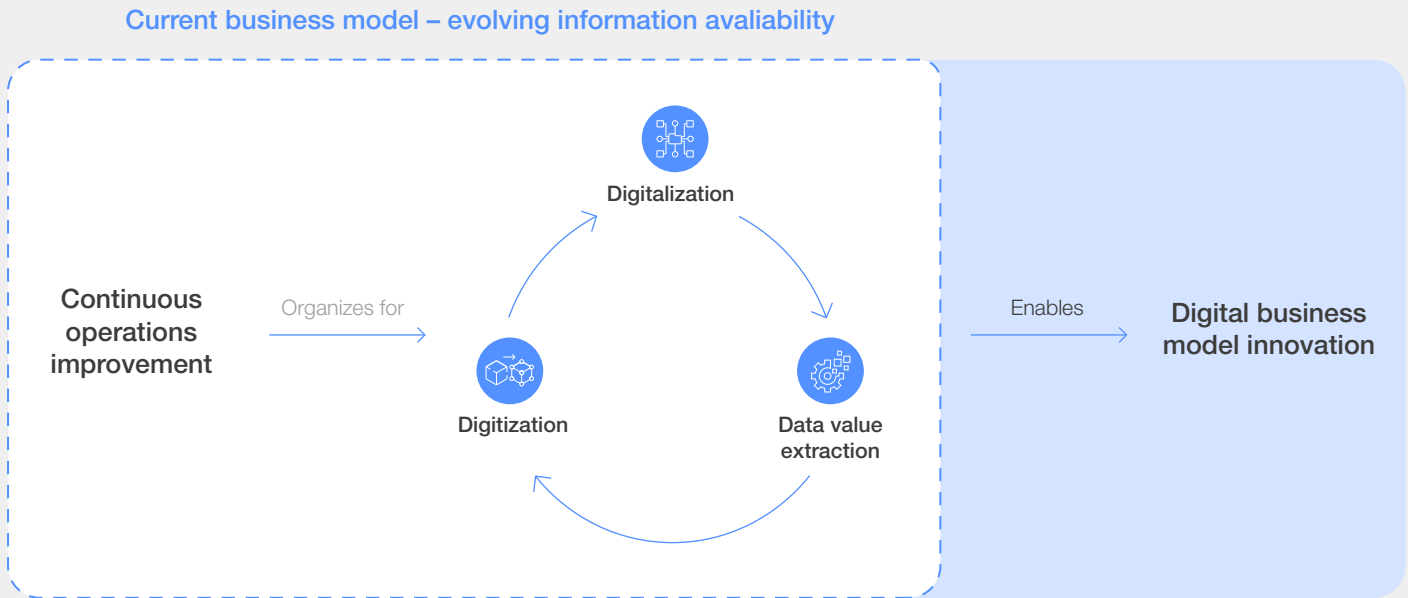 Current business model – evolving information avaliability
Digitalization
Continuous
operations
improvement
Organizes for
Digitization
Data value
extraction
Enables
Digital business
model innovation